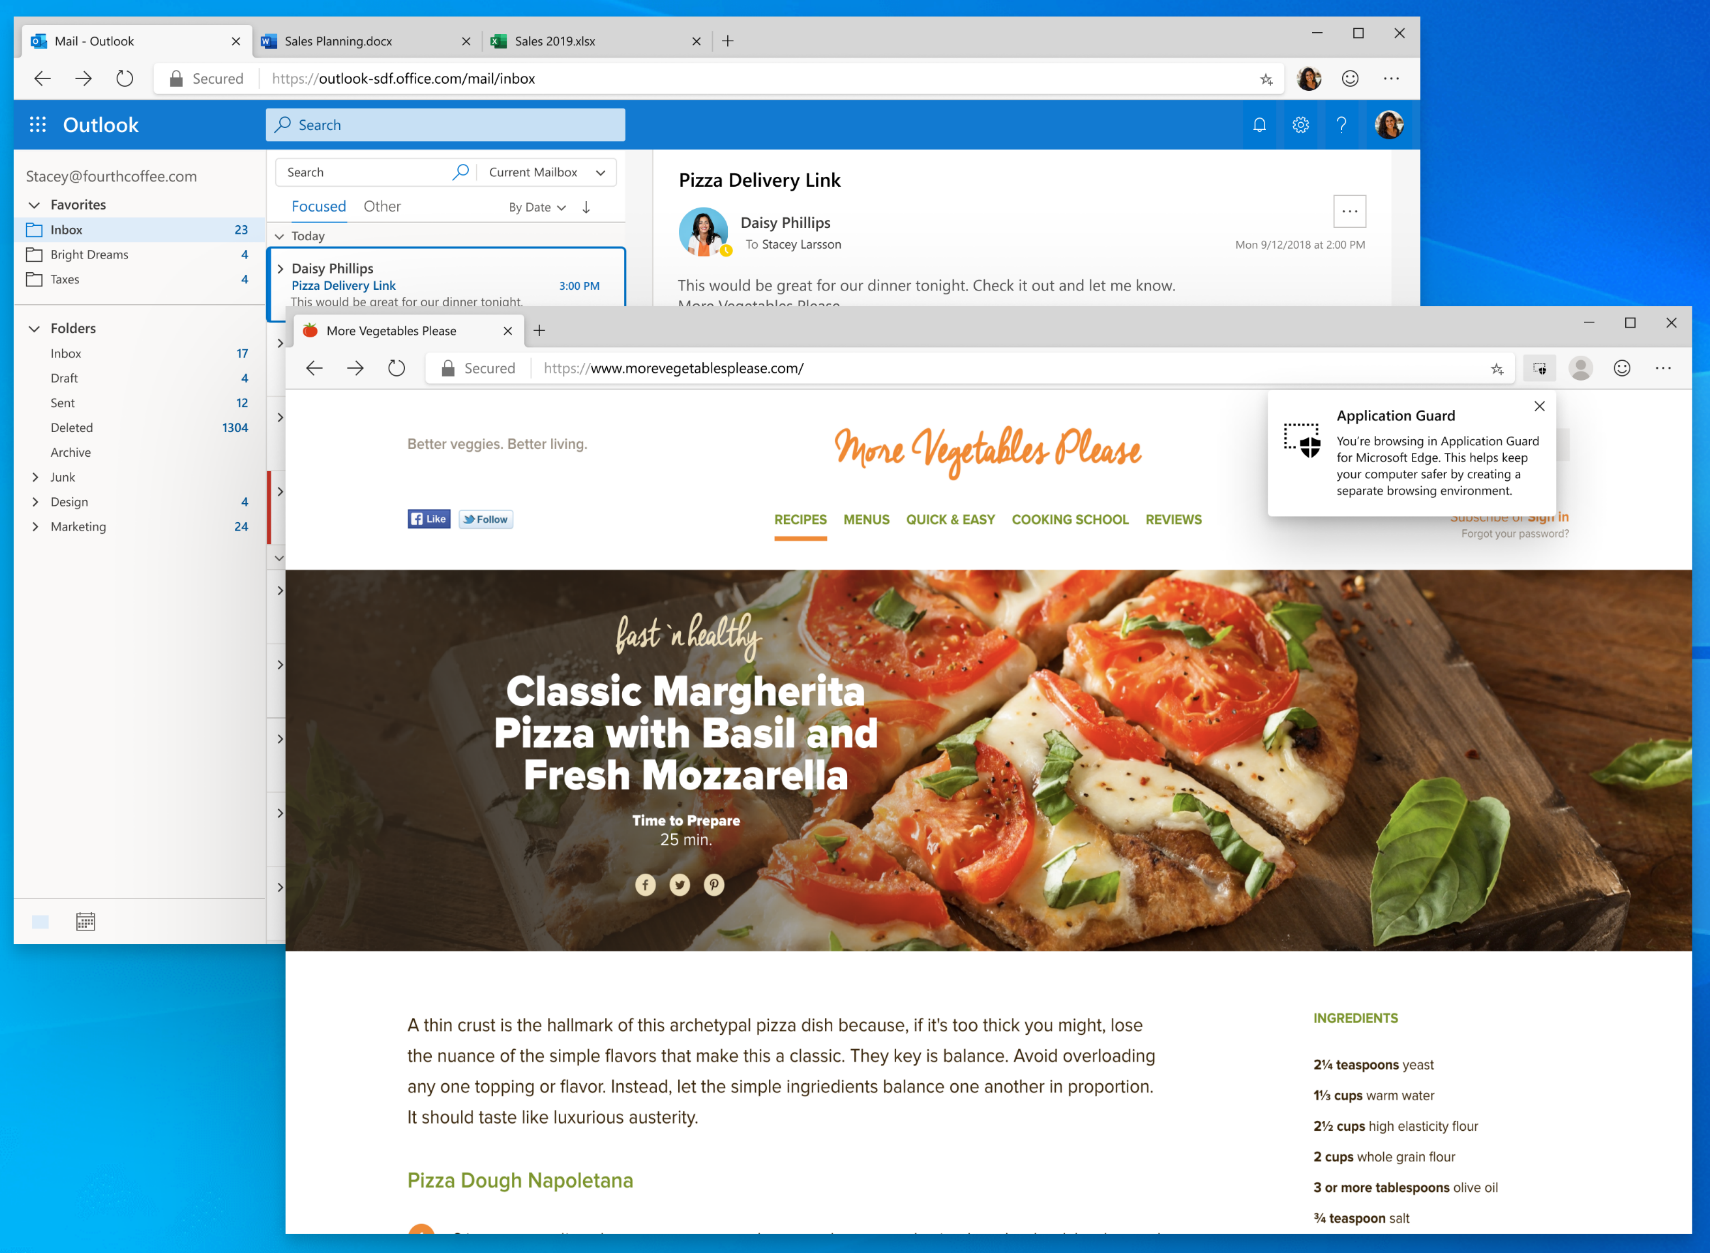 Mail - Outlook
Sales Planning.docx
Sales 2019.xlsx
Secured
https://outlook-sdf.office.com/mail/inbox
Outlook
Search
Stacey@fourthcoffee.com
Favorites
Inbox 23
Bright Dreams 4
Taxes 4
Folders
Inbox 17
Draft 4
Sent 12
Deleted 1304
Archive
Junk
Design 4
Marketing 24
Search
Current Mailbox
Focused Other By Date
Today
Daisy Phillips
Pizza Delivery Link 3:00 PM
This would be great for our dinner tonight.
Pizza Delivery Link
Daisy Phillips
To Stacey Larsson
Mon 9/12/2018 at 2:00 PM
This would be great for our dinner tonight. Check it out and let me know.
More Vegetables Please
More Vegetables Please
Secured
https://www.morevegetablesplease.com/
Application Guard
You're browsing in Application Guard
for Microsoft Edge. This helps keep
your computer safer by creating a
separate browsing environment.
Better veggies. Better living.
More Vegetables Please
Like
Follow
RECIPES MENUS QUICK & EASY COOKING SCHOOL REVIEWS
Subscribe or Sign in
Forgot your password?
fast 'n healthy
Classic Margherita
Pizza with Basil and
Fresh Mozzarella
Time to Prepare
25 min.
A thin crust is the hallmark of this archetypal pizza dish because, if it's too thick you might, lose
the nuance of the simple flavors that make this a classic. They key is balance. Avoid overloading
any one topping or flavor. Instead, let the simple ingriedients balance one another in proportion.
It should taste like luxurious austerity.
Pizza Dough Napoletana
INGREDIENTS
2¼ teaspoons yeast
1⅓ cups warm water
2½ cups high elasticity flour
2 cups whole grain flour
3 or more tablespoons olive oil
¾ teaspoon salt